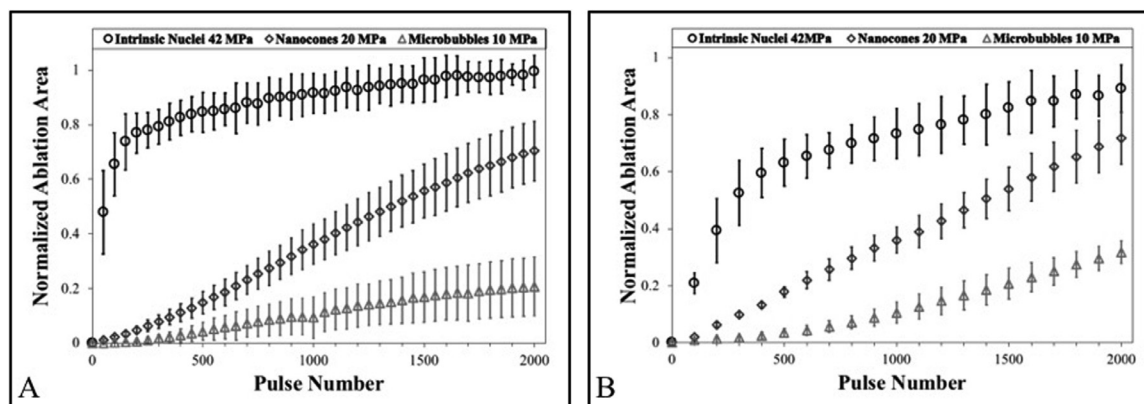 Intrinsic Nuclei 42 MPa Nanocones 20 MPa Microbubbles 10 MPa
Normalized Ablation Area
1
0.8
0.6
0.4
0.2
0
0 500 1000 1500 2000
Pulse Number
A
Intrinsic Nuclei 42MPa Nanocones 20 MPa Microbubbles 10 MPa
Normalized Ablation Area
1
0.8
0.6
0.4
0.2
0
0 500 1000 1500 2000
Pulse Number
B